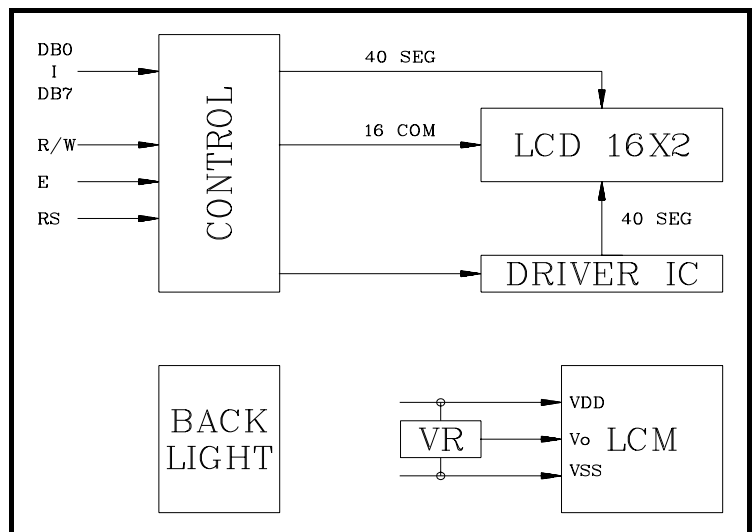 DB0
I
DB7
R/W
E
RS
CONTROL
40 SEG
16 COM
LCD 16X2
40 SEG
DRIVER IC
BACK
LIGHT
VR
VDD
Vo
VSS
LCM